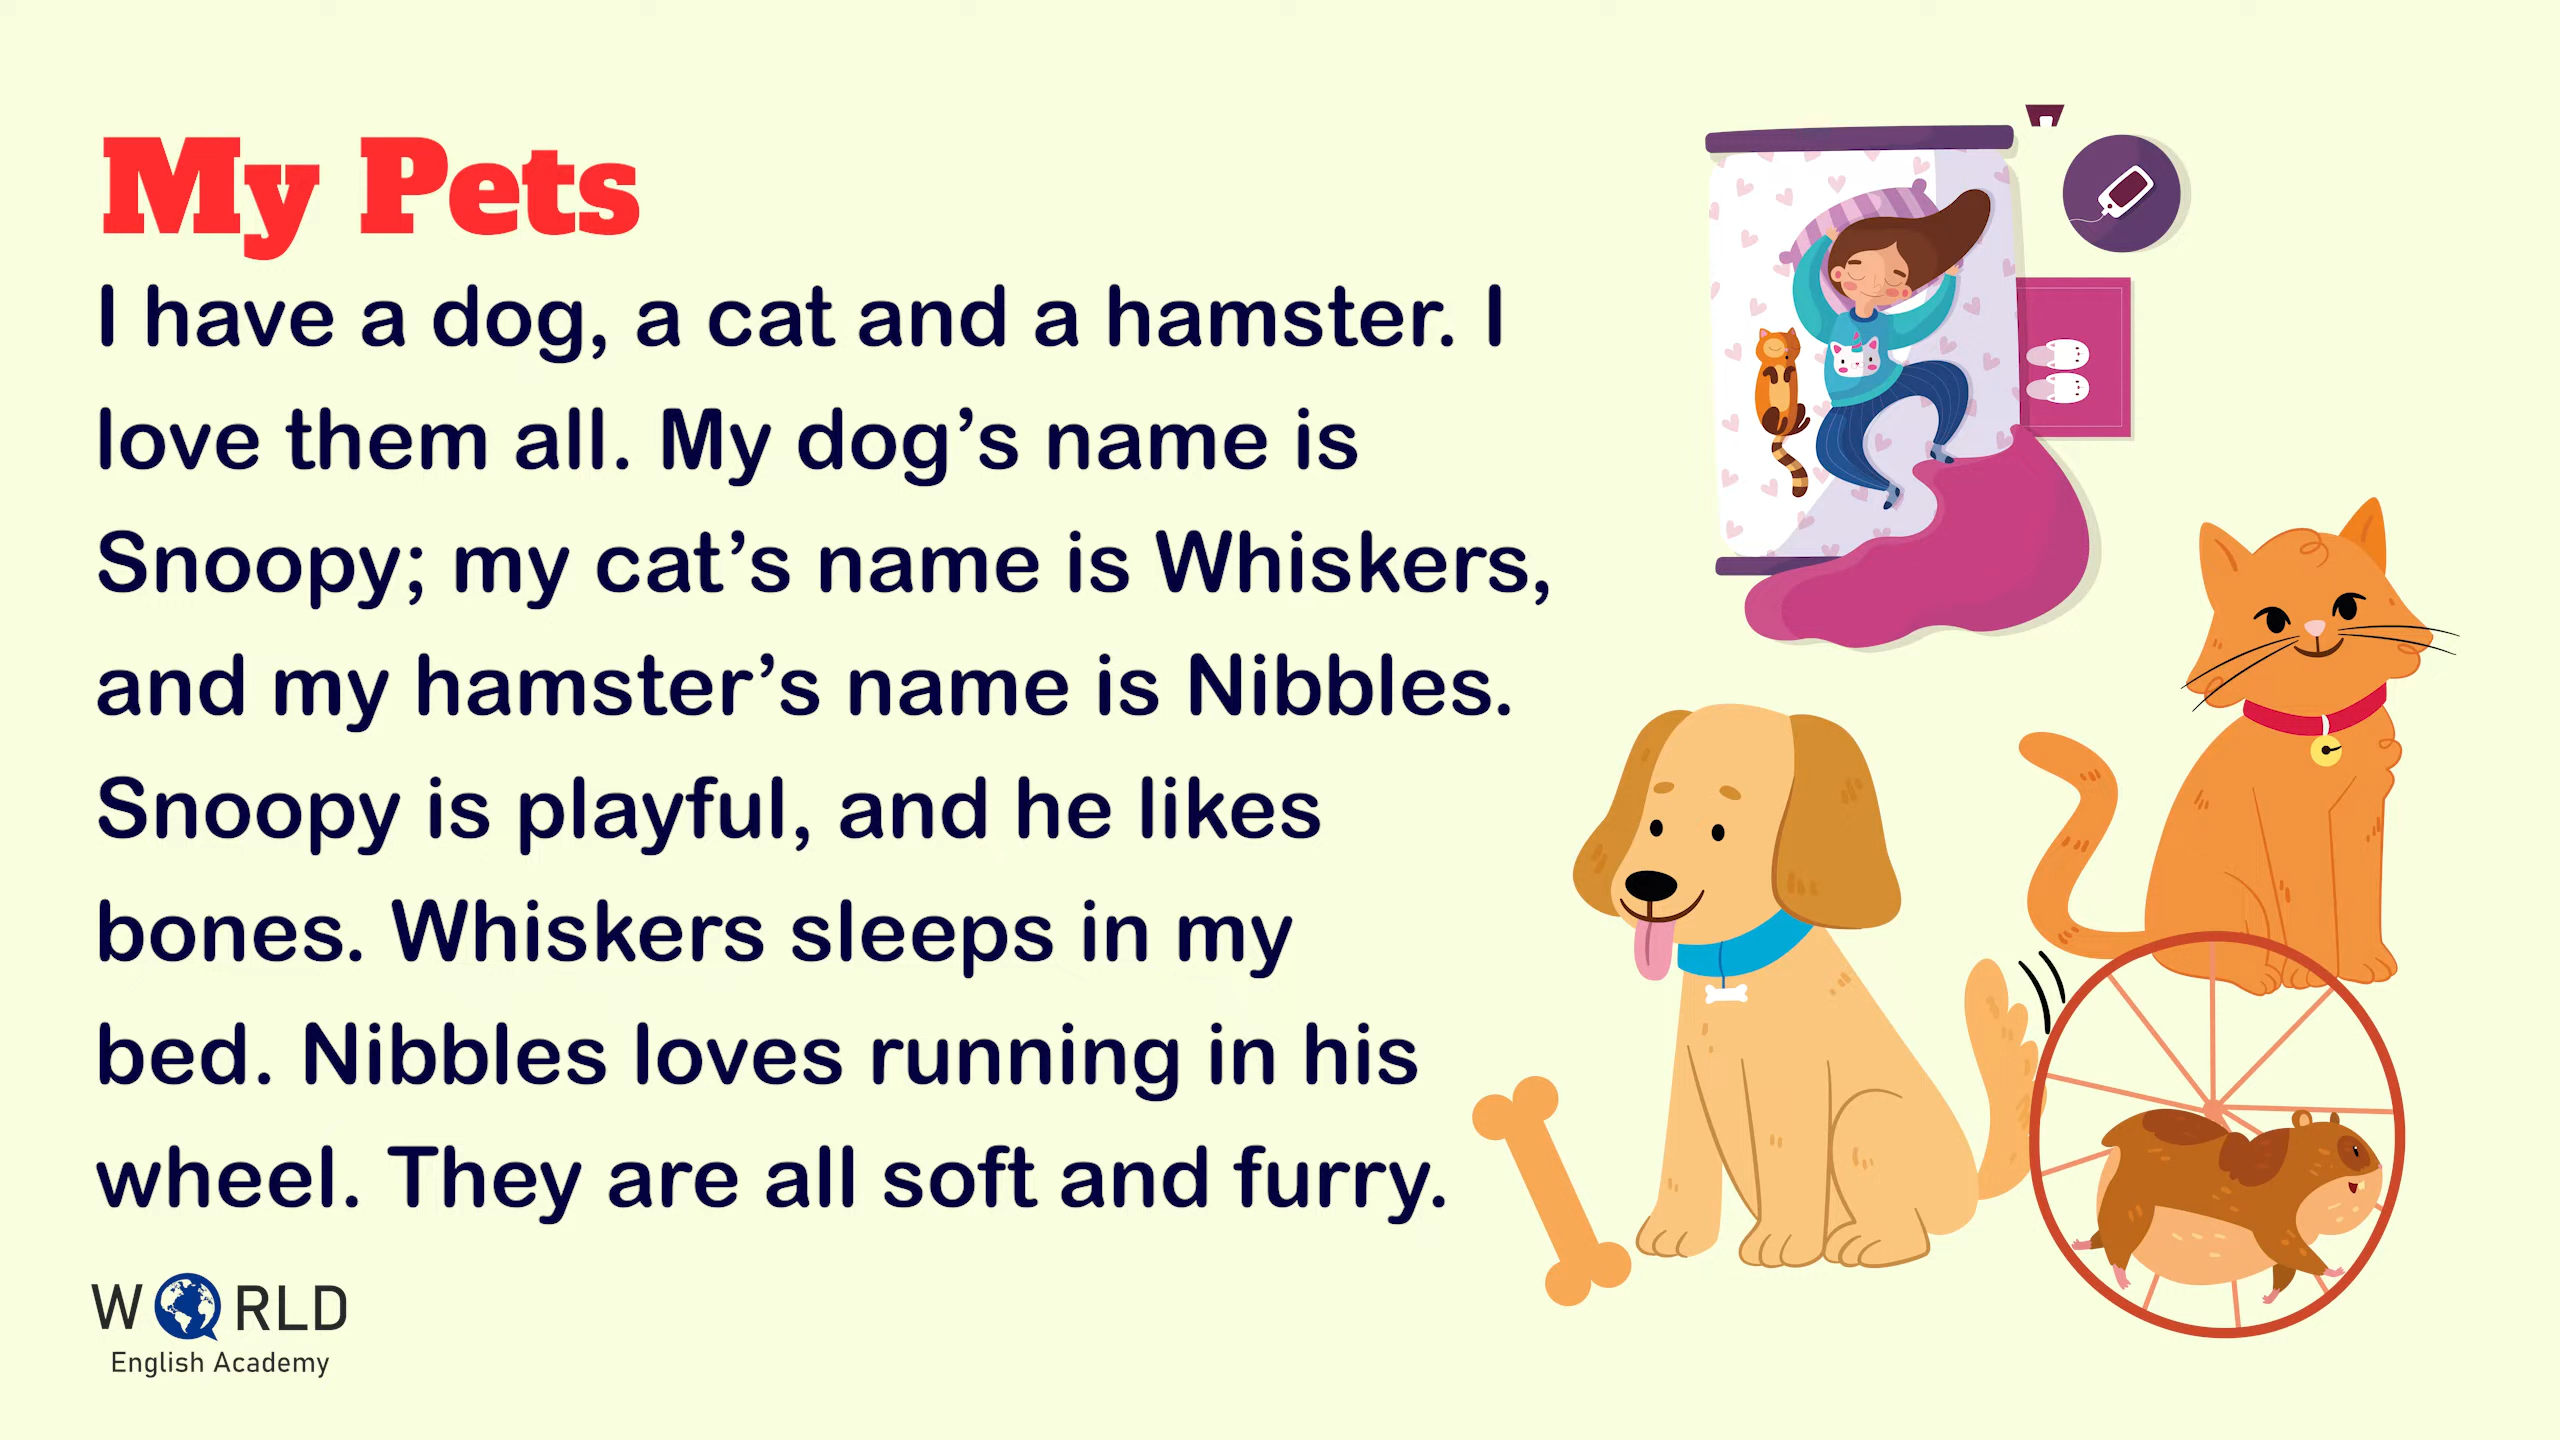 My Pets
I have a dog, a cat and a hamster. I
love them all. My dog’s name is
Snoopy; my cat’s name is Whiskers,
and my hamster’s name is Nibbles.
Snoopy is playful, and he likes
bones. Whiskers sleeps in my
bed. Nibbles loves running in his
wheel. They are all soft and furry.
WORLD
English Academy